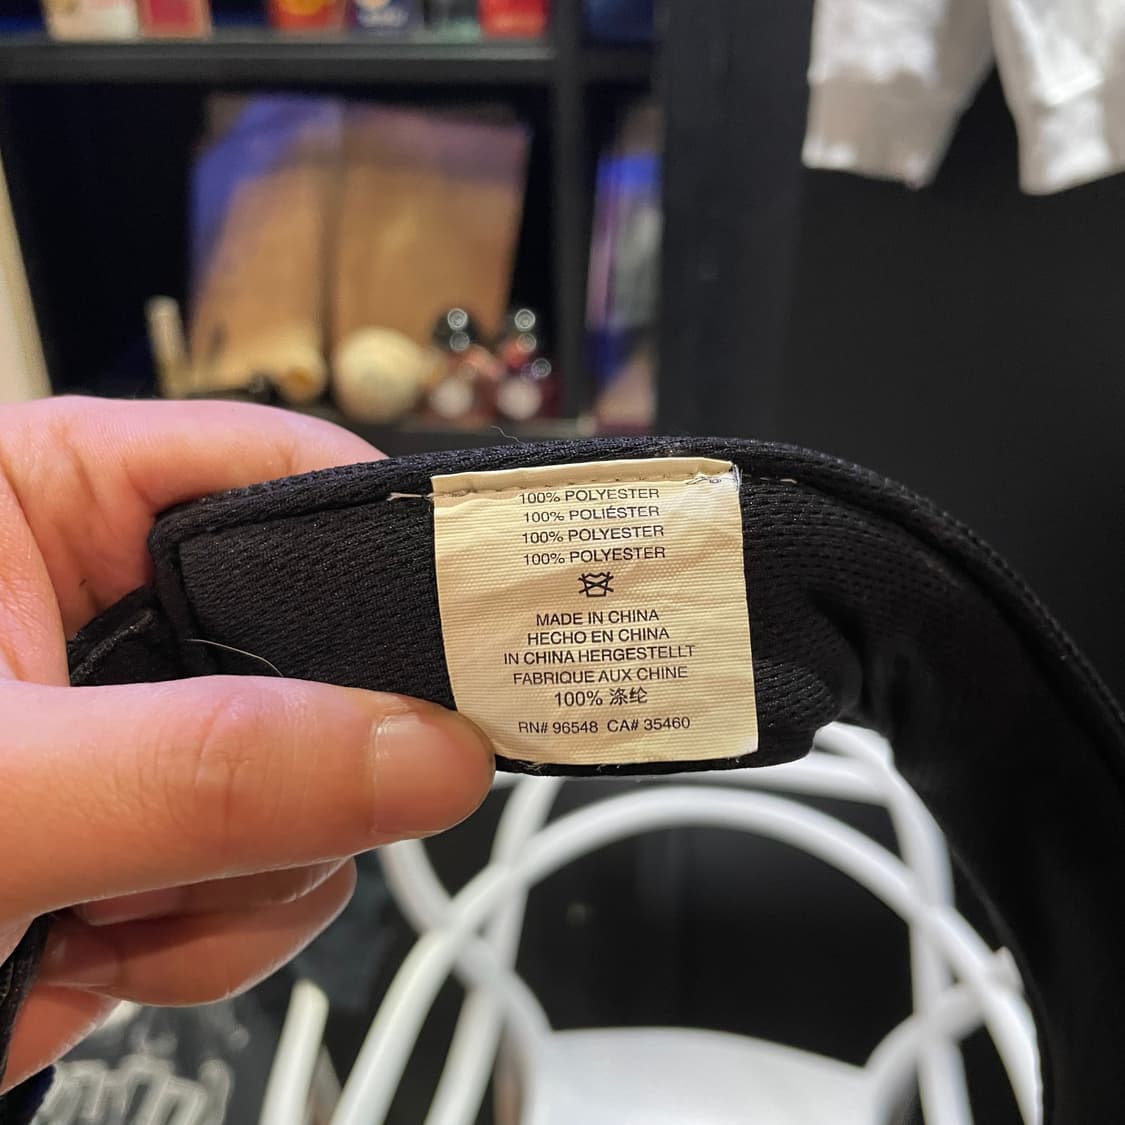 100% POLYESTER
100% POLIÉSTER
100% POLYESTER
100% POLYESTER
MADE IN CHINA
HECHO EN CHINA
IN CHINA HERGESTELLT
FABRIQUE AUX CHINE
100% 涤纶
RN# 96548 CA# 35460